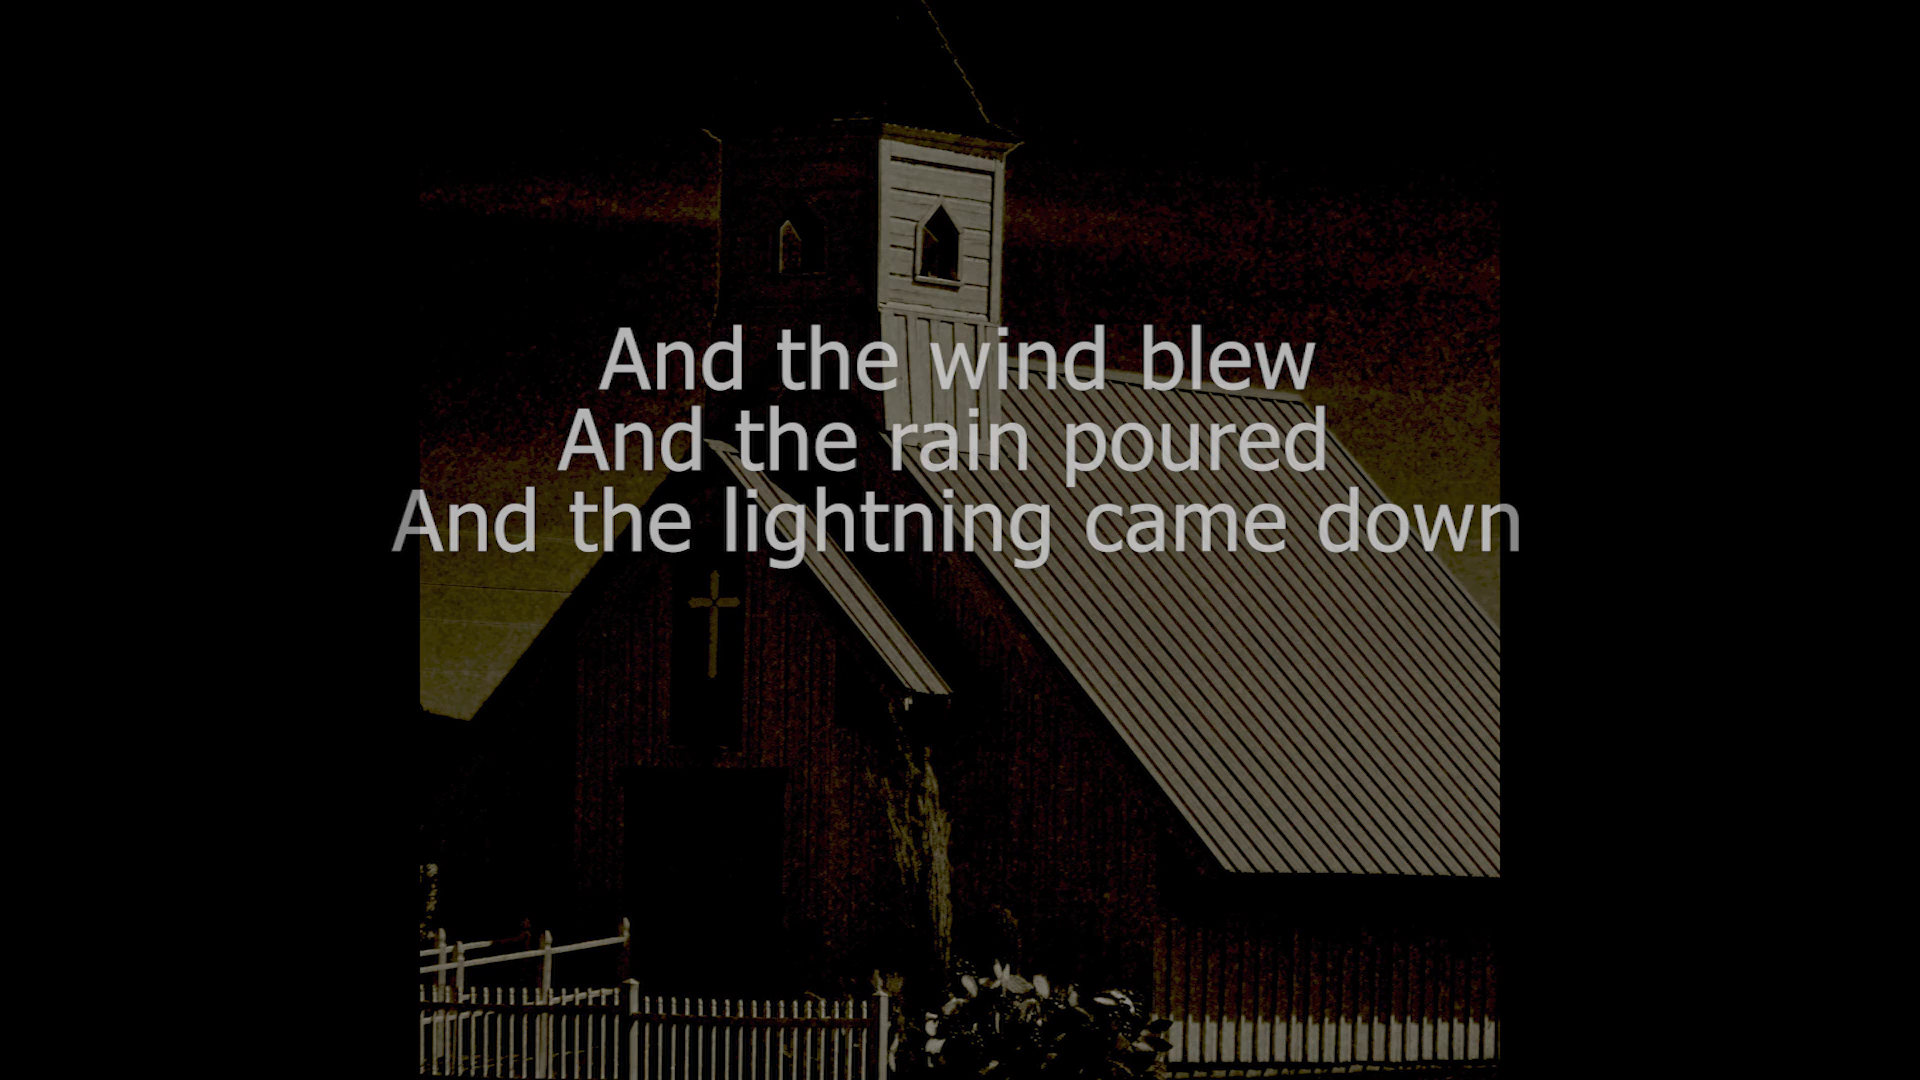 And the wind blew
And the rain poured
And the lightning came down